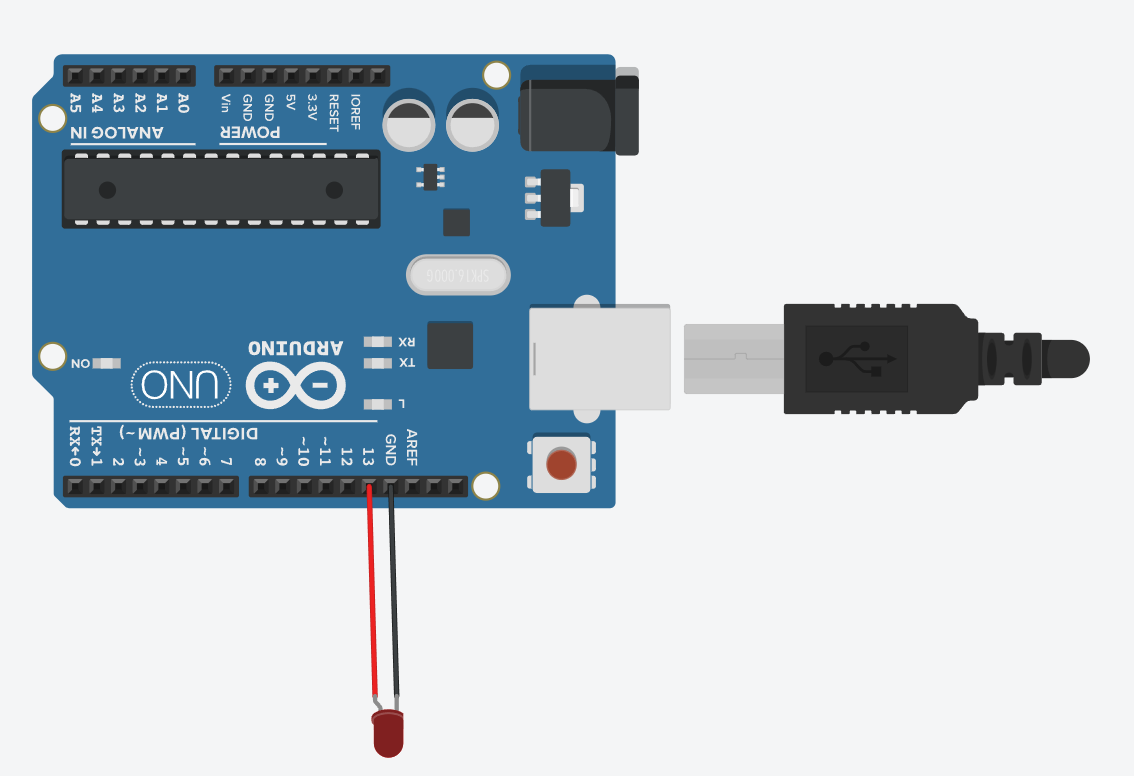 A5 A4 A3 A2 A1 A0
Vin GND GND 5V 3.3V RESET IOREF
ANALOG IN
POWER
SPK16.000G
RX
ARDUINO
TX
ON
UNO
L
DIGITAL (PWM ~)
RX←0 TX→1 2 ~3 4 ~5 ~6 7
8 ~9 ~10 ~11 12 13 GND AREF